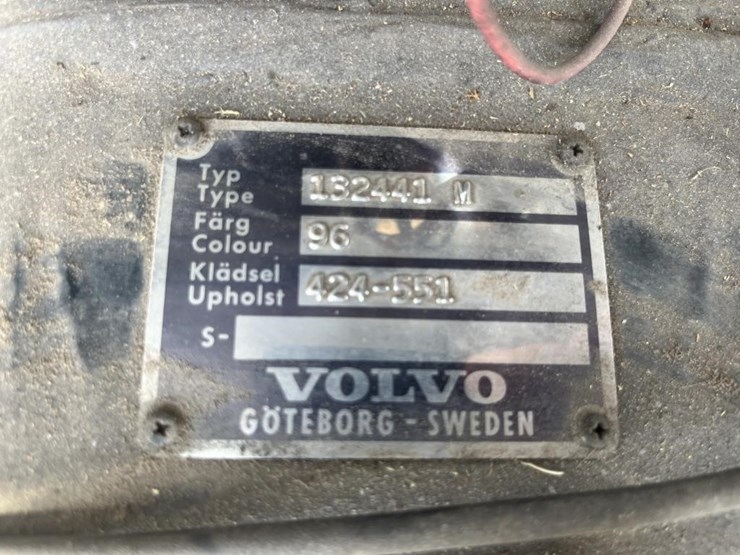 Typ
Type 132441 M
Färg
Colour 96
Klädsel
Upholst 424-551
S-
VOLVO
GÖTEBORG - SWEDEN